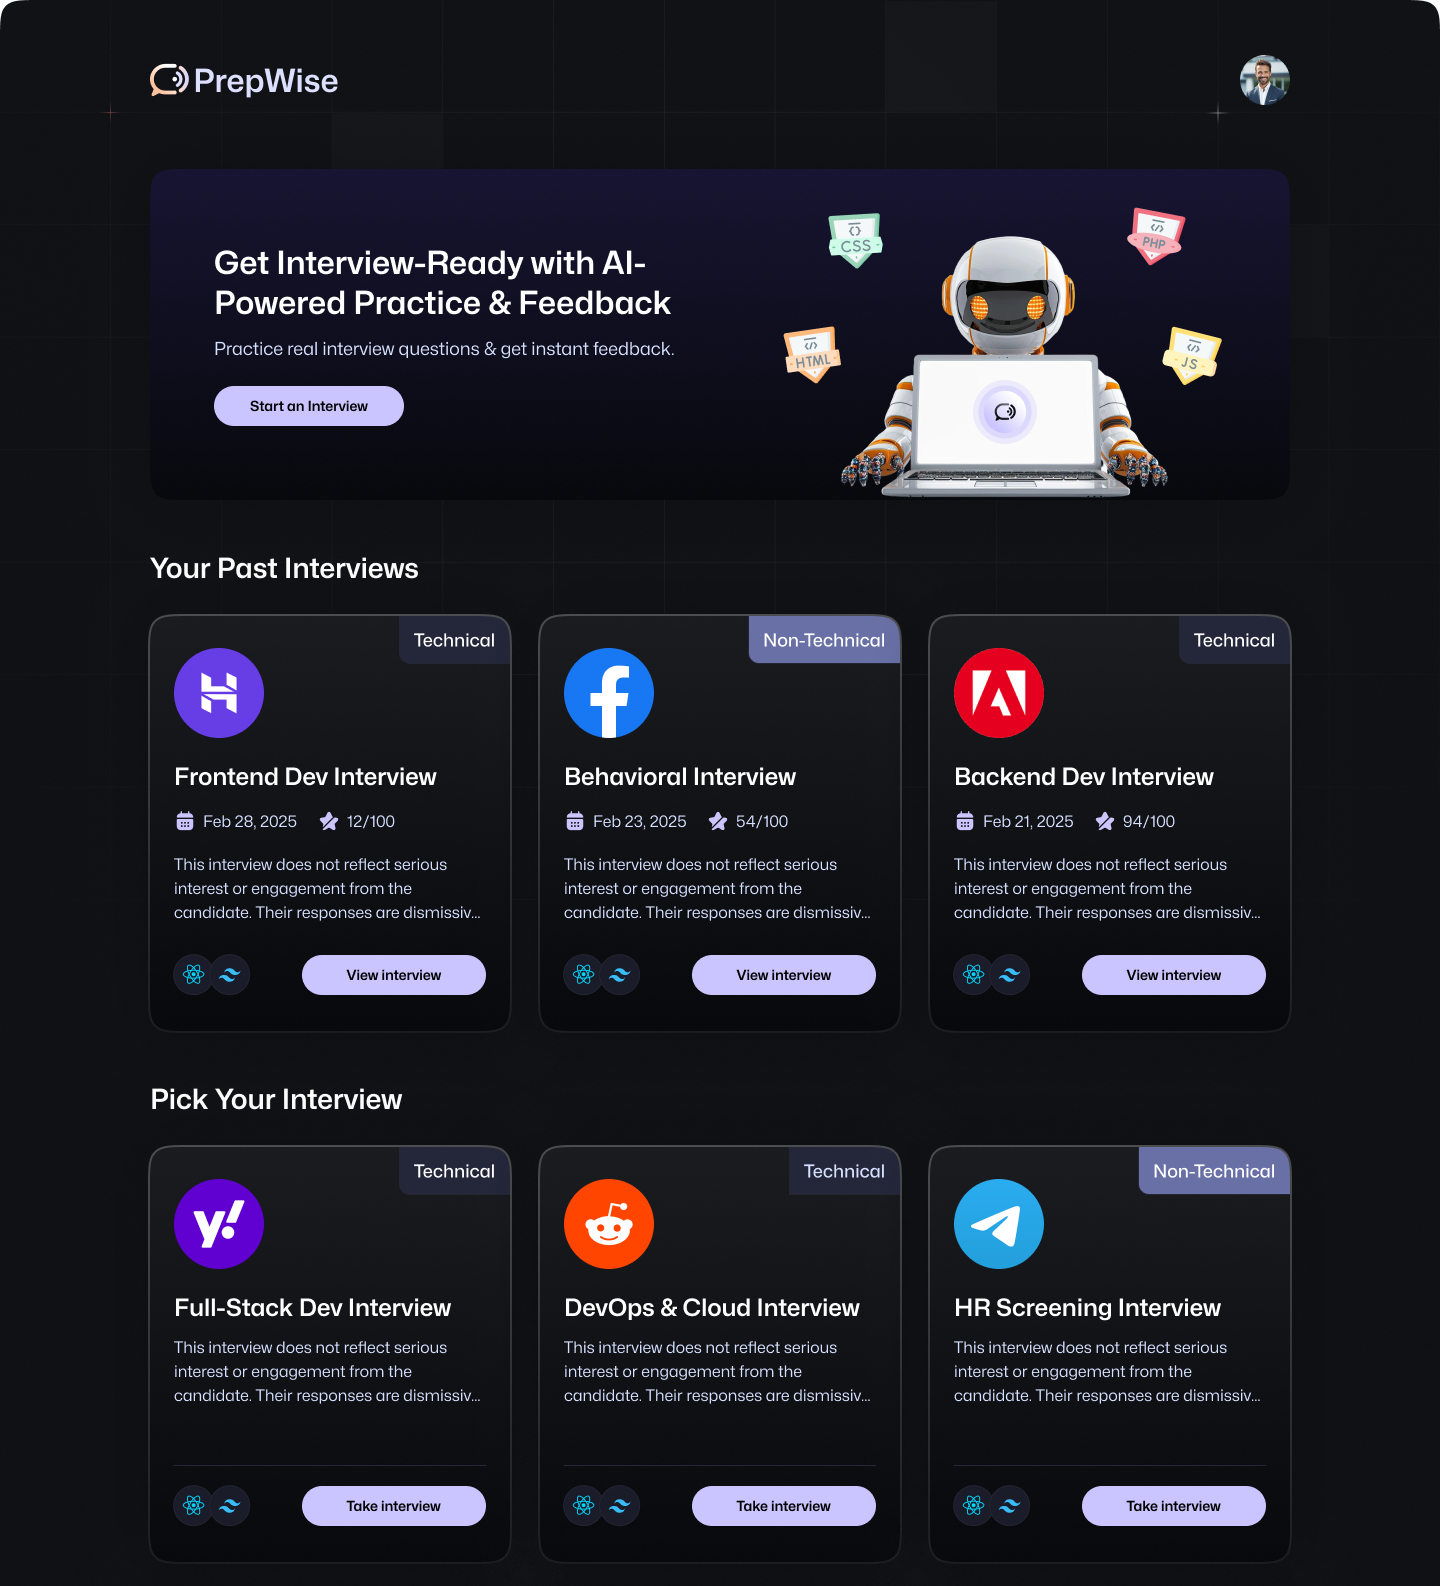 PrepWise
Get Interview-Ready with AI-
Powered Practice & Feedback
Practice real interview questions & get instant feedback.
Start an Interview
CSS
PHP
HTML
JS
Your Past Interviews
Technical
Frontend Dev Interview
Feb 28, 2025 12/100
This interview does not reflect serious
interest or engagement from the
candidate. Their responses are dismissiv...
View interview
Non-Technical
Behavioral Interview
Feb 23, 2025 54/100
This interview does not reflect serious
interest or engagement from the
candidate. Their responses are dismissiv...
View interview
Technical
Backend Dev Interview
Feb 21, 2025 94/100
This interview does not reflect serious
interest or engagement from the
candidate. Their responses are dismissiv...
View interview
Pick Your Interview
Technical
y!
Full-Stack Dev Interview
This interview does not reflect serious
interest or engagement from the
candidate. Their responses are dismissiv...
Take interview
Technical
DevOps & Cloud Interview
This interview does not reflect serious
interest or engagement from the
candidate. Their responses are dismissiv...
Take interview
Non-Technical
HR Screening Interview
This interview does not reflect serious
interest or engagement from the
candidate. Their responses are dismissiv...
Take interview